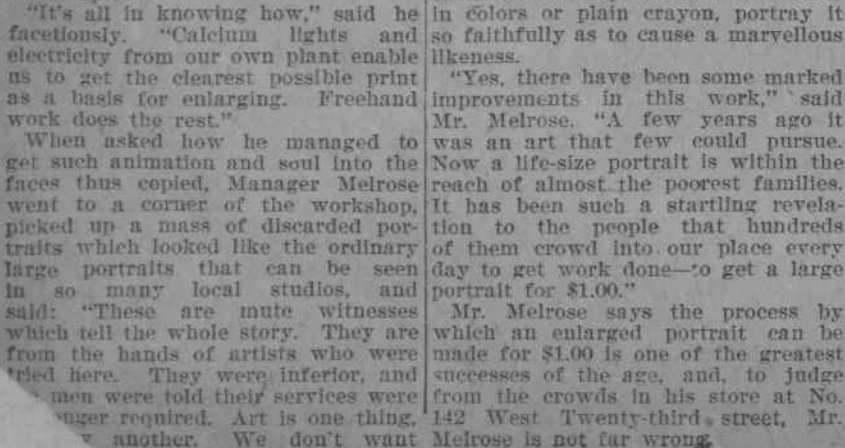 "It's all in knowing how," said he
facetiously. "Calcium lights and
electricity from our own plant enable
us to get the clearest possible print
as a basis for enlarging. Freehand
work does the rest."
When asked how he managed to
get such animation and soul into the
faces thus copied, Manager Melrose
went to a corner of the workshop,
picked up a mass of discarded por-
traits which looked like the ordinary
large portraits that can be seen
in so many local studios, and
said: "These are mute witnesses
which tell the whole story. They are
from the hands of artists who were
tried here. They were inferior, and
men were told their services were
required. Art is one thing,
another. We don't want
in colors or plain crayon, portray it
so faithfully as to cause a marvellous
likeness.
"Yes, there have been some marked
improvements in this work," said
Mr. Melrose. "A few years ago it
was an art that few could pursue.
Now a life-size portrait is within the
reach of almost the poorest families.
It has been such a startling revela-
tion to the people that hundreds
of them crowd into our place every
day to get work done—to get a large
portrait for $1.00."
Mr. Melrose says the process by
which an enlarged portrait can be
made for $1.00 is one of the greatest
successes of the age, and, to judge
from the crowds in his store at No.
142 West Twenty-third street, Mr.
Melrose is not far wrong.